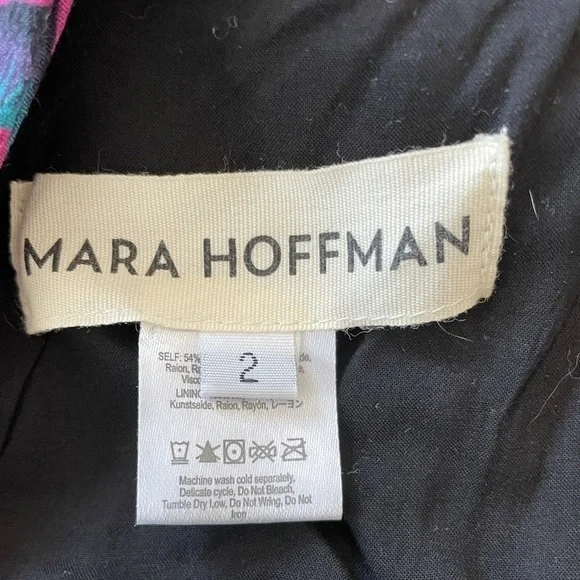 MARA HOFFMAN
2
SELF: 54%
Raion,
LINING
Kunstseide, Raion, Rayón, レーヨン
Machine wash cold separately,
Delicate cycle, Do Not Bleach,
Tumble Dry Low, Do Not Wring, Do Not
Iron